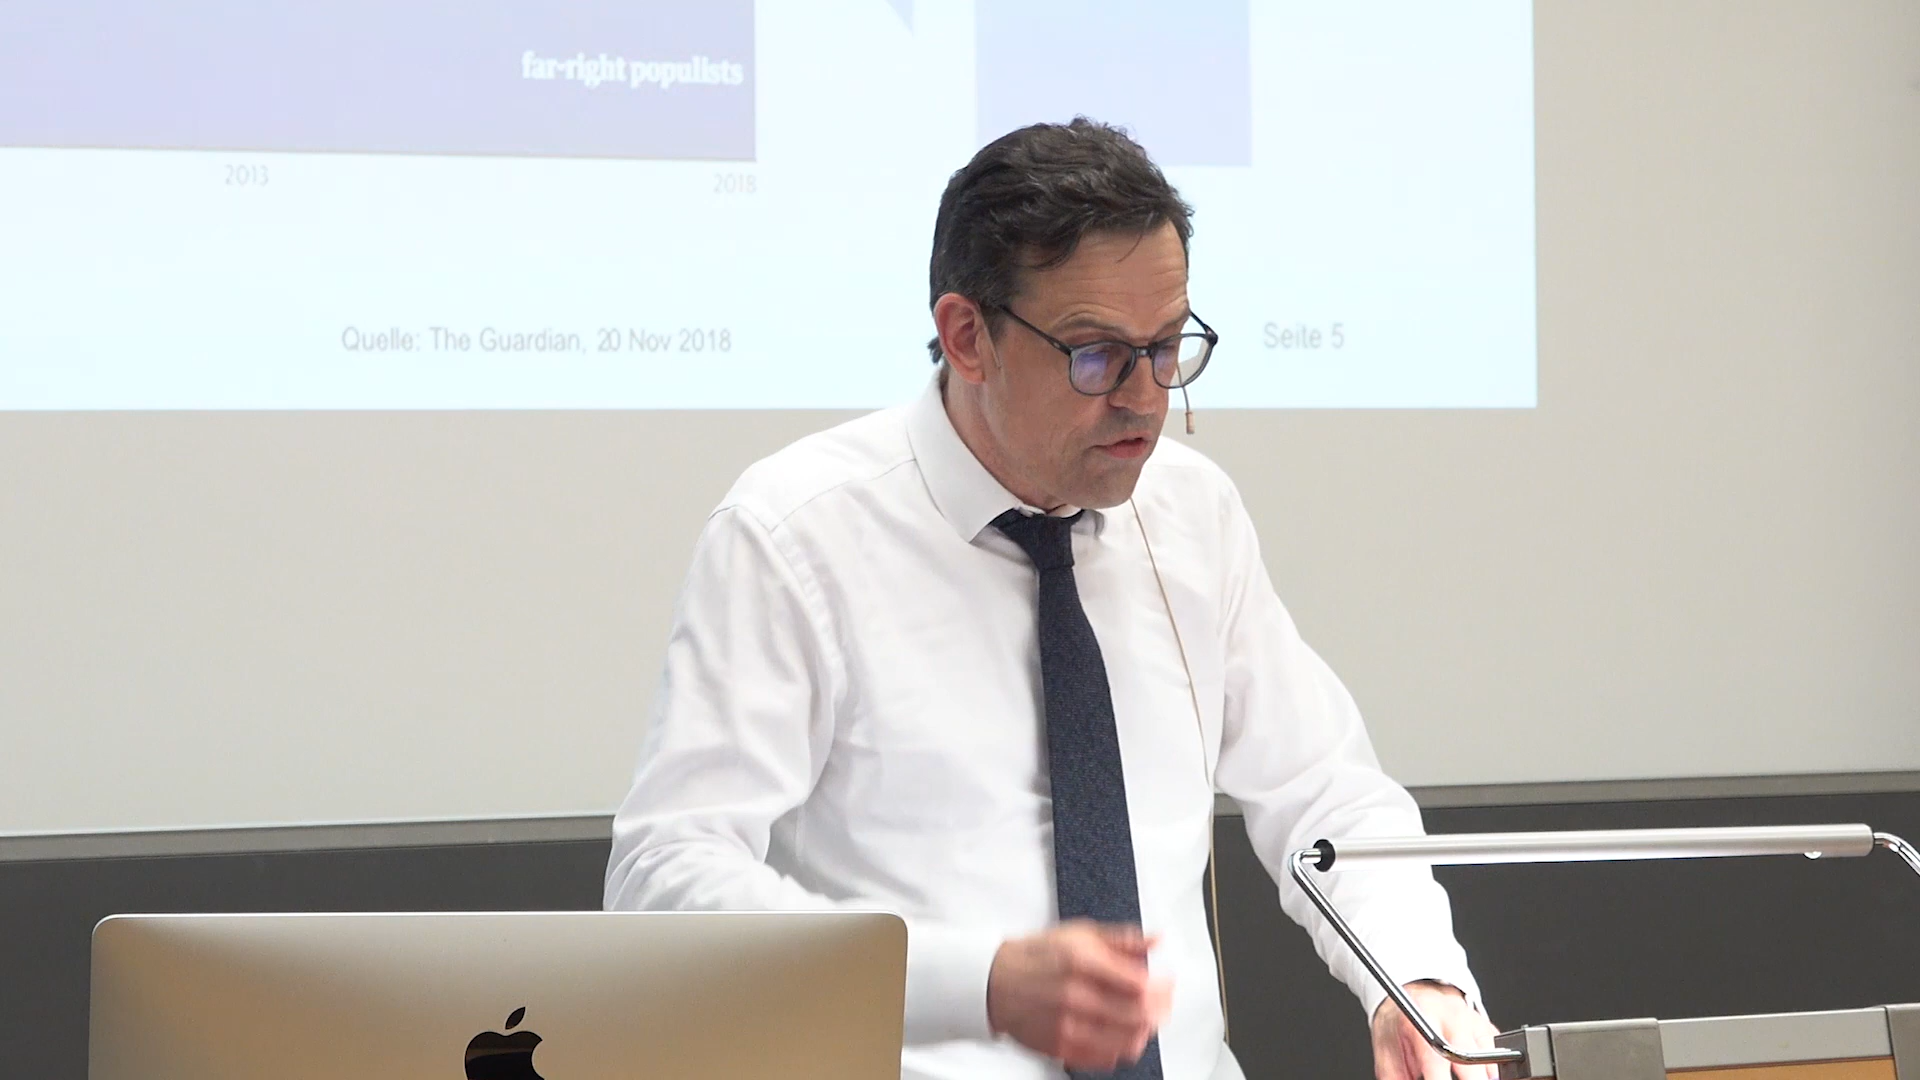 far-right populists
2013
2018
Quelle: The Guardian, 20 Nov 2018
Seite 5